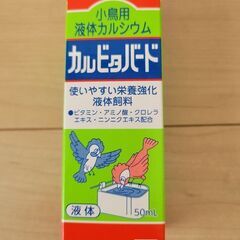 小鳥用
液体カルシウム
カルビタバード
使いやすい栄養強化
液体飼料
●ビタミン・アミノ酸・クロレラ
エキス・ニンニクエキス配合
液体
50mL